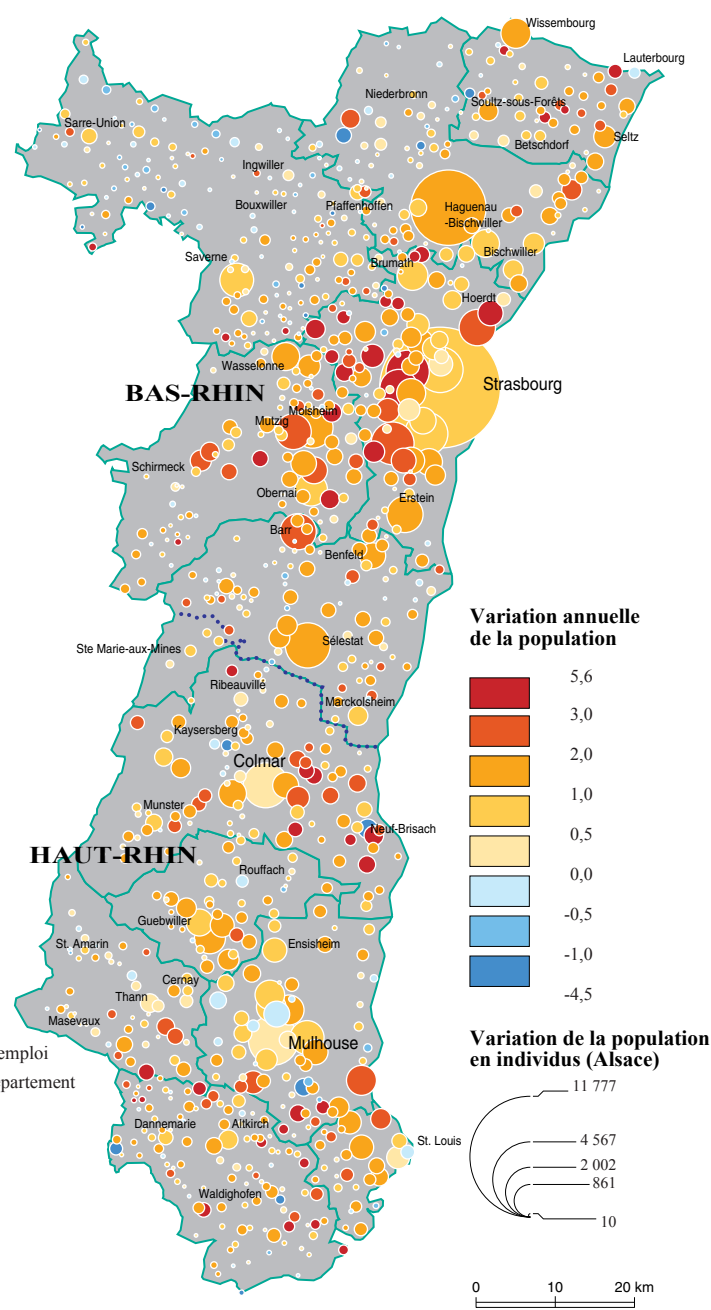 Wissembourg
Lauterbourg
Niederbronn
Soultz-sous-Forêts
Sarre-Union
Betschdorf
Seltz
Ingwiller
Bouxwiller
Pfaffenhoffen
Haguenau
-Bischwiller
Saverne
Brumath
Bischwiller
Hoerdt
Wasselonne
BAS-RHIN
Strasbourg
Molsheim
Mutzig
Schirmeck
Obernai
Erstein
Barr
Benfeld
Variation annuelle
de la population
Ste Marie-aux-Mines
Sélestat
5,6
Ribeauvillé
Marckolsheim
3,0
Kaysersberg
2,0
Colmar
1,0
Munster
Neuf-Brisach
0,5
HAUT-RHIN
Rouffach
0,0
Guebwiller
-0,5
St. Amarin
Ensisheim
-1,0
Cernay
Thann
-4,5
Masevaux
Mulhouse
Variation de la population
en individus (Alsace)
emploi
épartement
11 777
Dannemarie
Altkirch
St. Louis
4 567
2 002
861
Waldighofen
10
0 10 20 km